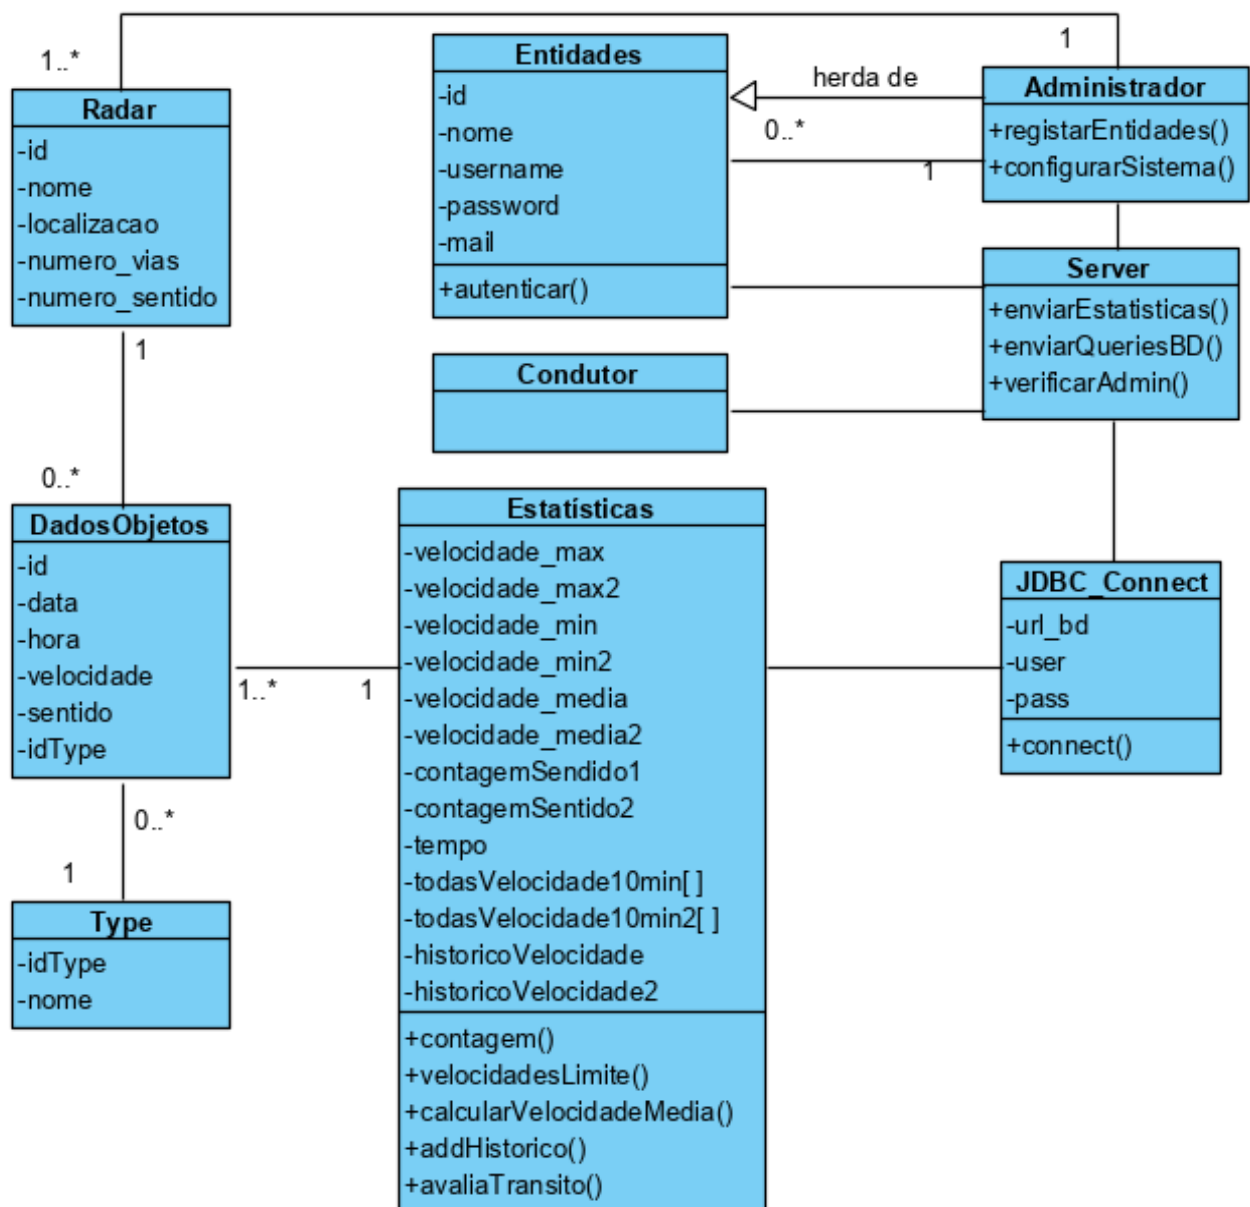 1..*
1
Radar
-id
-nome
-localizacao
-numero_vias
-numero_sentido
Entidades
-id
-nome
-username
-password
-mail
+autenticar()
herda de
0..*
1
Administrador
+registarEntidades()
+configurarSistema()
Server
+enviarEstatisticas()
+enviarQueriesBD()
+verificarAdmin()
Condutor
1
0..*
DadosObjetos
-id
-data
-hora
-velocidade
-sentido
-idType
1..*
1
Estatísticas
-velocidade_max
-velocidade_max2
-velocidade_min
-velocidade_min2
-velocidade_media
-velocidade_media2
-contagemSendido1
-contagemSentido2
-tempo
-todasVelocidade10min[ ]
-todasVelocidade10min2[ ]
-historicoVelocidade
-historicoVelocidade2
+contagem()
+velocidadesLimite()
+calcularVelocidadeMedia()
+addHistorico()
+avaliaTransito()
JDBC_Connect
-url_bd
-user
-pass
+connect()
0..*
1
Type
-idType
-nome